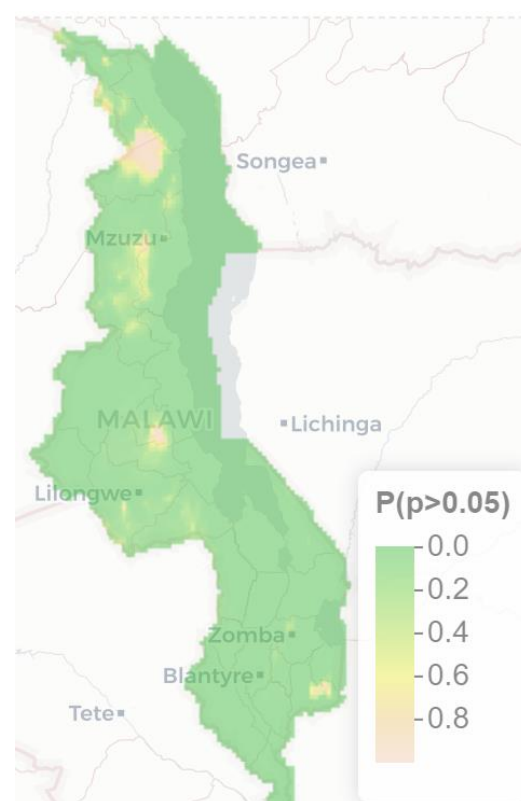 Songea
Mzuzu
MALAWI
Lichinga
Lilongwe
P(p>0.05)
0.0
0.2
0.4
0.6
0.8
Zomba
Blantyre
Tete